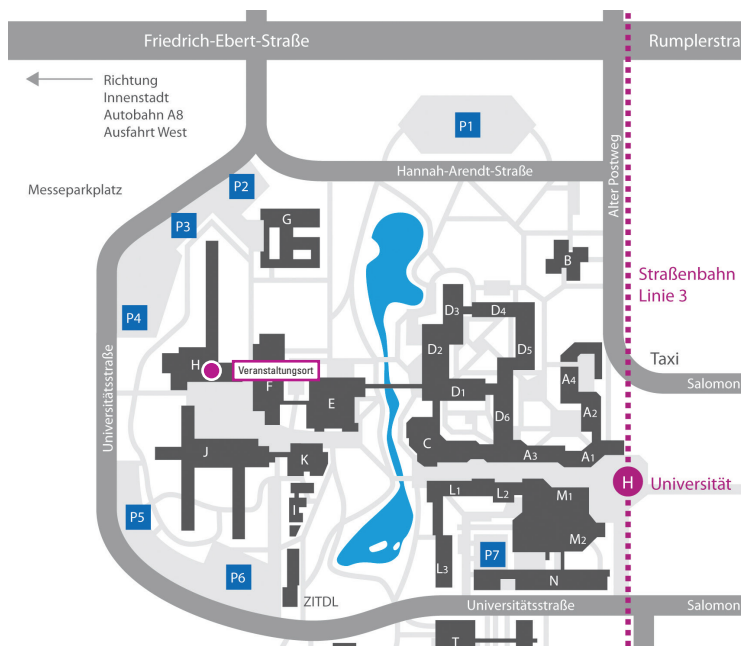 Friedrich-Ebert-Straße
Rumplerstra
Richtung
Innenstadt
Autobahn A8
Ausfahrt West
P1
Hannah-Arendt-Straße
Alter Postweg
Messeparkplatz
P2
P3
G
B
Straßenbahn
Linie 3
P4
D3
D4
D2
D5
Taxi
H
Veranstaltungsort
F
E
D1
A4
Salomon
A2
D6
Universitätsstraße
C
A3
A1
J
K
H
Universität
L1
L2
M1
I
P5
M2
P7
L3
N
P6
ZITDL
Universitätsstraße
Salomon
T